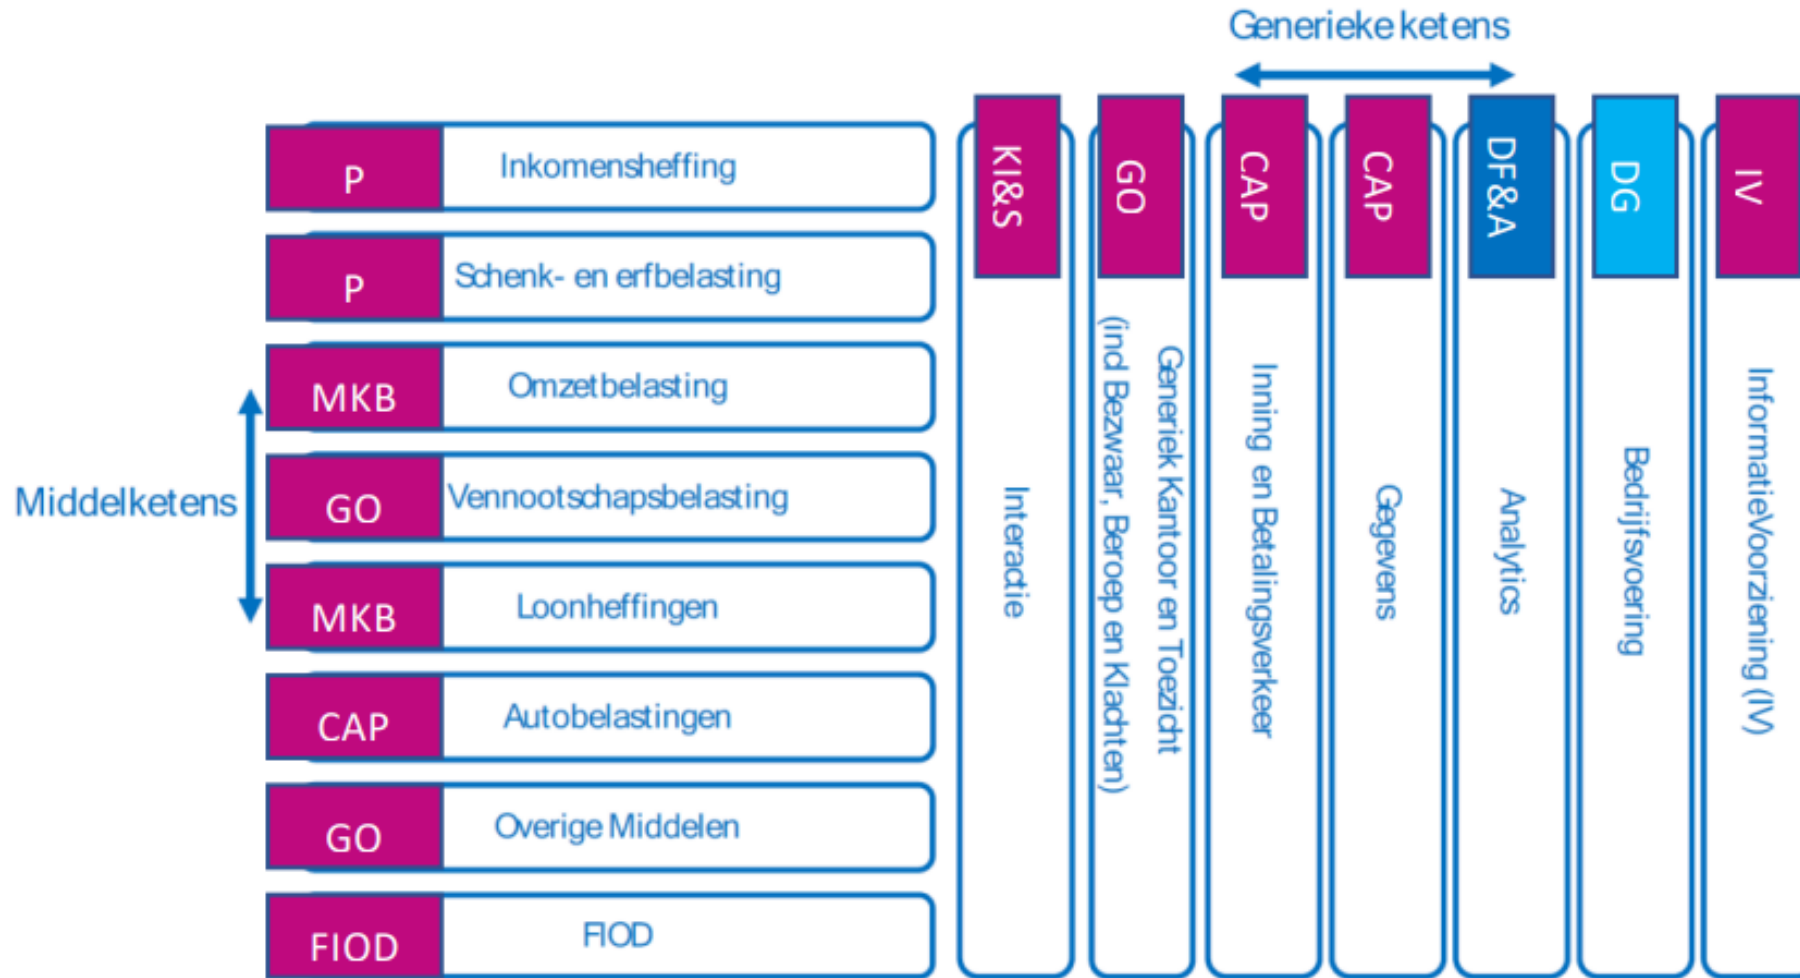 Generieke ketens
P
Inkomensheffing
P
Schenk- en erfbelasting
MKB
Omzetbelasting
Middelketens
GO
Vennootschapsbelasting
MKB
Loonheffingen
CAP
Autobelastingen
GO
Overige Middelen
FIOD
FIOD
KI&S
Interactie
GO
Generiek Kantoor en Toezicht
(incl Bezwaar, Beroep en Klachten)
CAP
Inning en Betalingsverkeer
CAP
Gegevens
DF&A
Analytics
DG
Bedrijfsvoering
IV
InformatieVoorziening (IV)